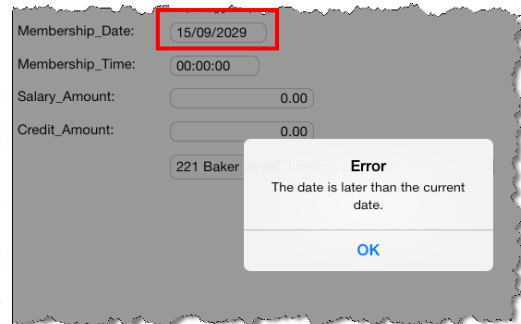 Membership_Date: 15/09/2029
Membership_Time: 00:00:00
Salary_Amount: 0.00
Credit_Amount: 0.00
221 Baker
Error
The date is later than the current
date.
OK